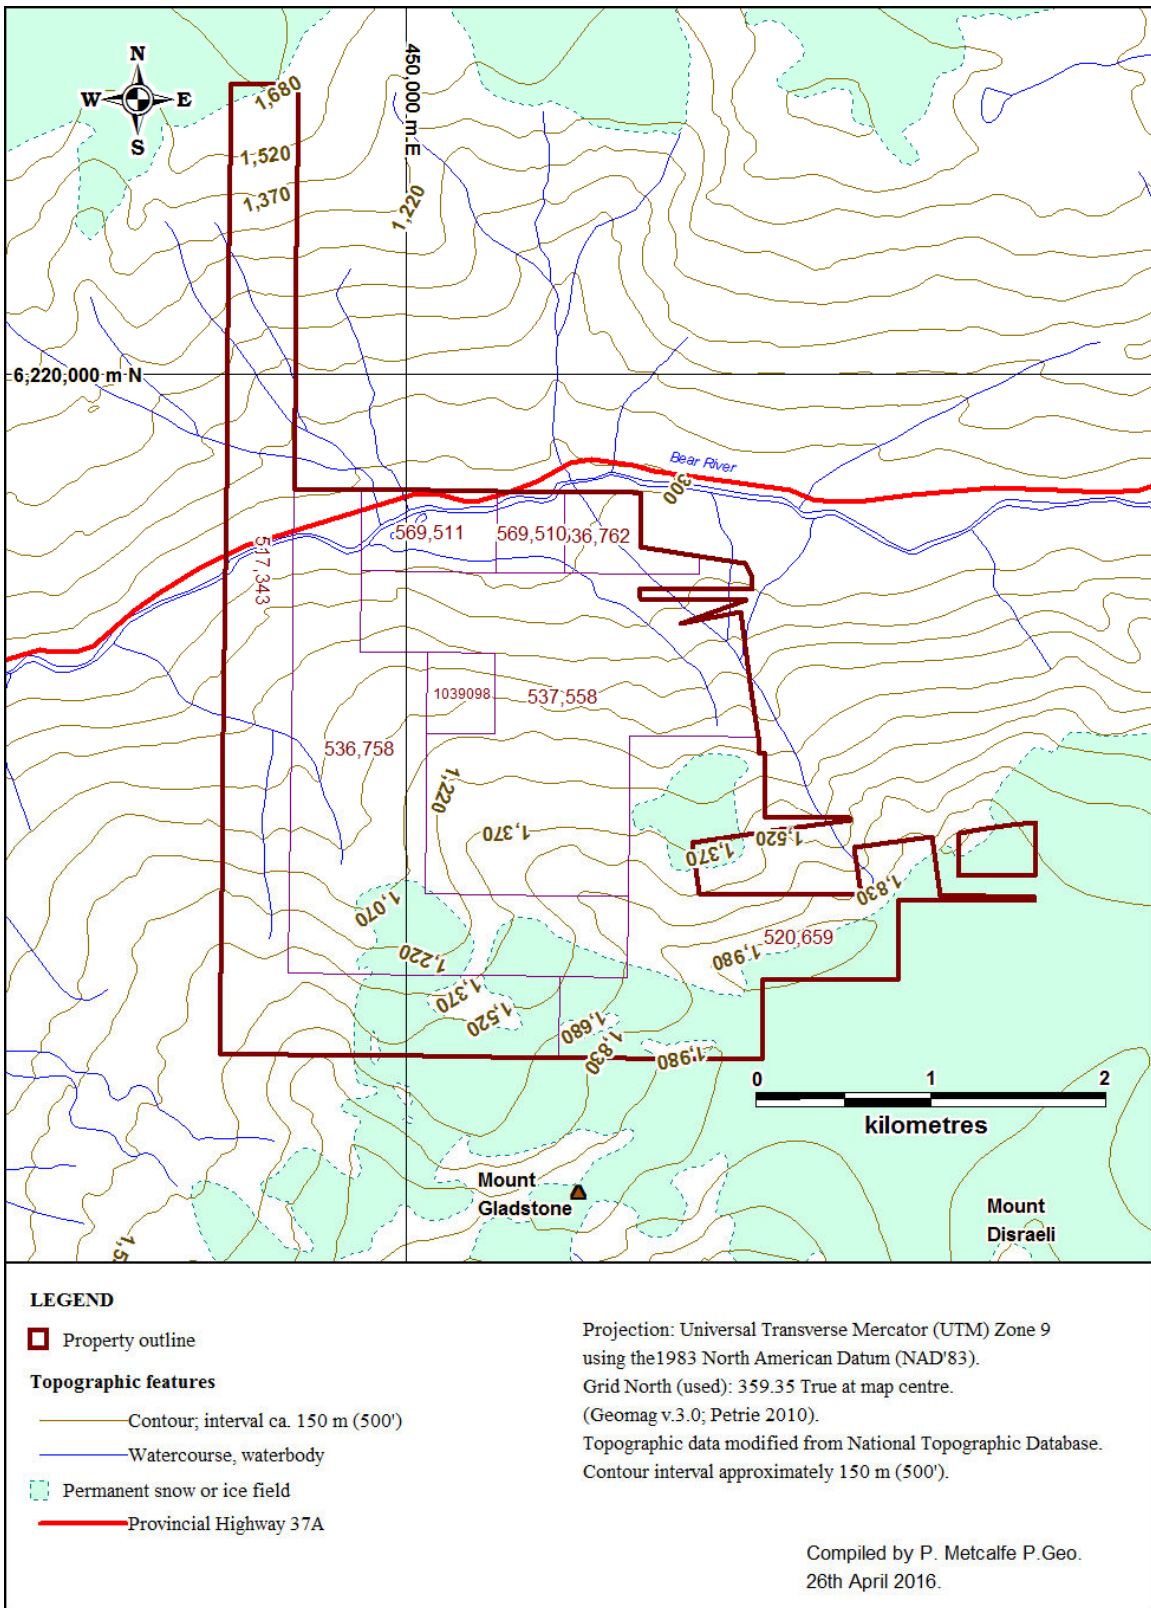 N
W E
S
450,000 m E
1,680
1,520
1,370
1,220
6,220,000 m N
Bear River
300
517,343
569,511
569,510
536,762
1039098
537,558
536,758
1,220
1,370
1,520
1,370
1,830
1,070
520,659
1,220
1,980
1,370
1,520
1,680
1,830
1,980
0 1 2
kilometres
Mount
Gladstone
Mount
Disraeli
LEGEND
Property outline
Topographic features
Contour; interval ca. 150 m (500')
Watercourse, waterbody
Permanent snow or ice field
Provincial Highway 37A
Projection: Universal Transverse Mercator (UTM) Zone 9
using the1983 North American Datum (NAD'83).
Grid North (used): 359.35 True at map centre.
(Geomag v.3.0; Petrie 2010).
Topographic data modified from National Topographic Database.
Contour interval approximately 150 m (500').
Compiled by P. Metcalfe P.Geo.
26th April 2016.